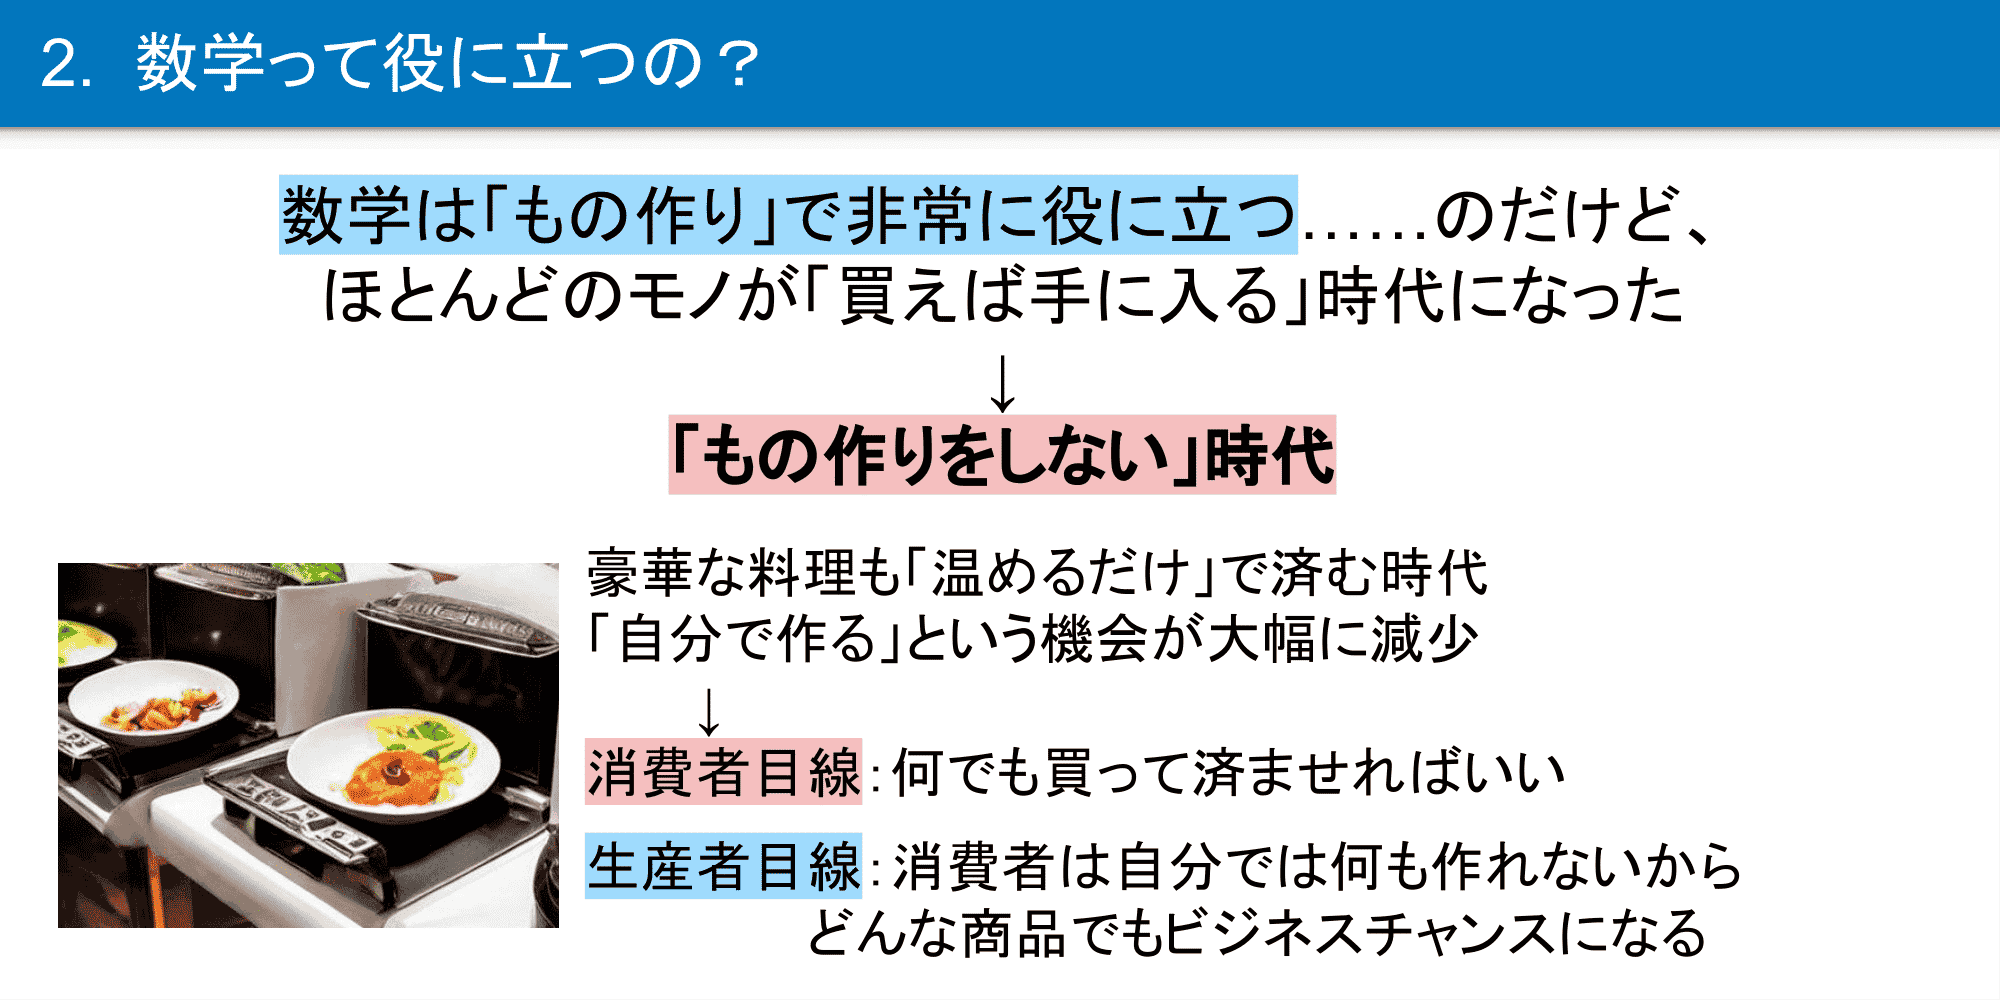 2. 数学って役に立つの？
数学は「もの作り」で非常に役に立つ……のだけど、
ほとんどのモノが「買えば手に入る」時代になった
↓
「もの作りをしない」時代
豪華な料理も「温めるだけ」で済む時代
「自分で作る」という機会が大幅に減少
↓
消費者目線：何でも買って済ませればいい
生産者目線：消費者は自分では何も作れないから
どんな商品でもビジネスチャンスになる